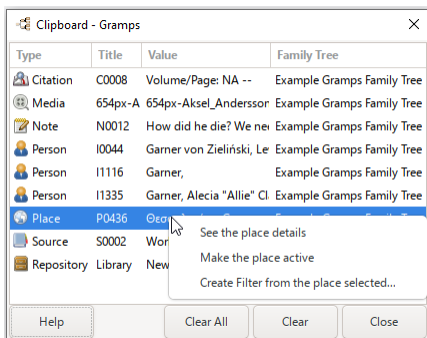 Clipboard - Gramps
Type Title Value Family Tree
Citation C0008 Volume/Page: NA -- Example Gramps Family Tree
Media 654px-A 654px-Aksel_Andersson Example Gramps Family Tree
Note N0012 How did he die? We nee Example Gramps Family Tree
Person I0044 Garner von Zieliński, Le Example Gramps Family Tree
Person I1116 Garner, Example Gramps Family Tree
Person I1335 Garner, Alecia "Allie" Cl Example Gramps Family Tree
Place P0436
Source S0002 Wor
Repository Library New
See the place details
Make the place active
Create Filter from the place selected...
Help Clear All Clear Close